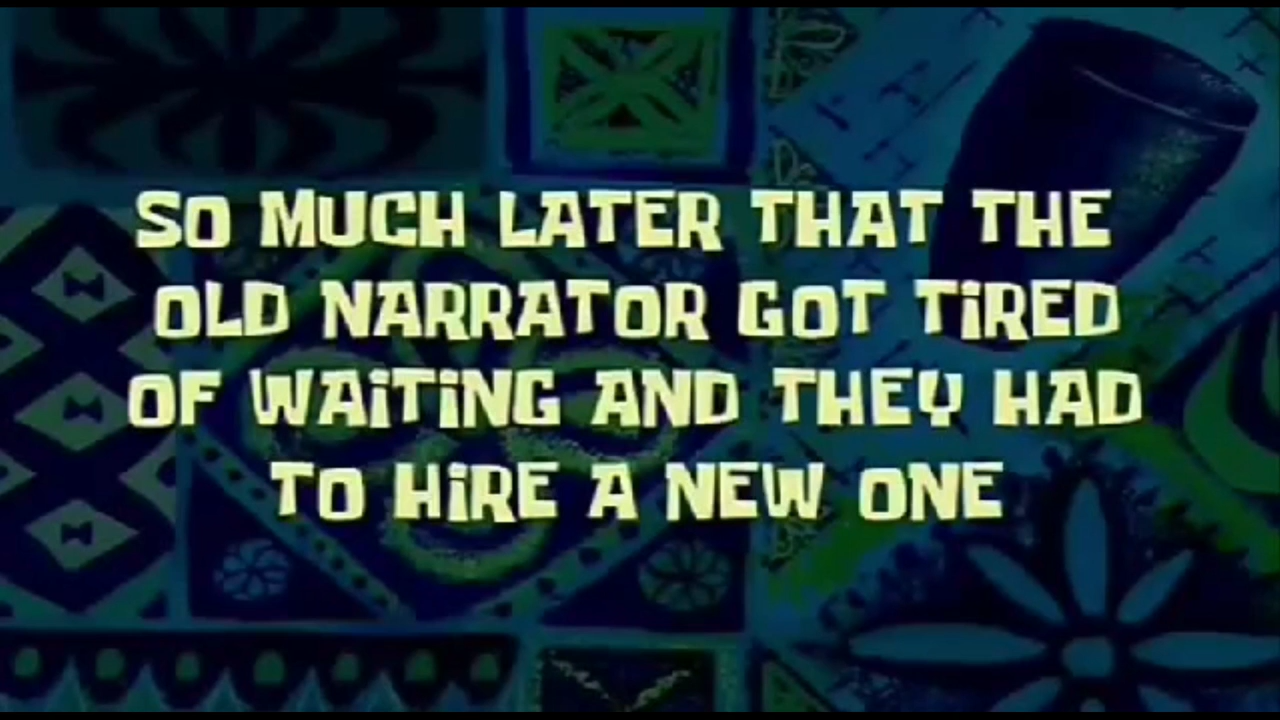 SO MUCH LATER THAT THE
OLD NARRATOR GOT TiRED
OF WAiTiNG AND THEY HAD
TO HiRE A NEW ONE